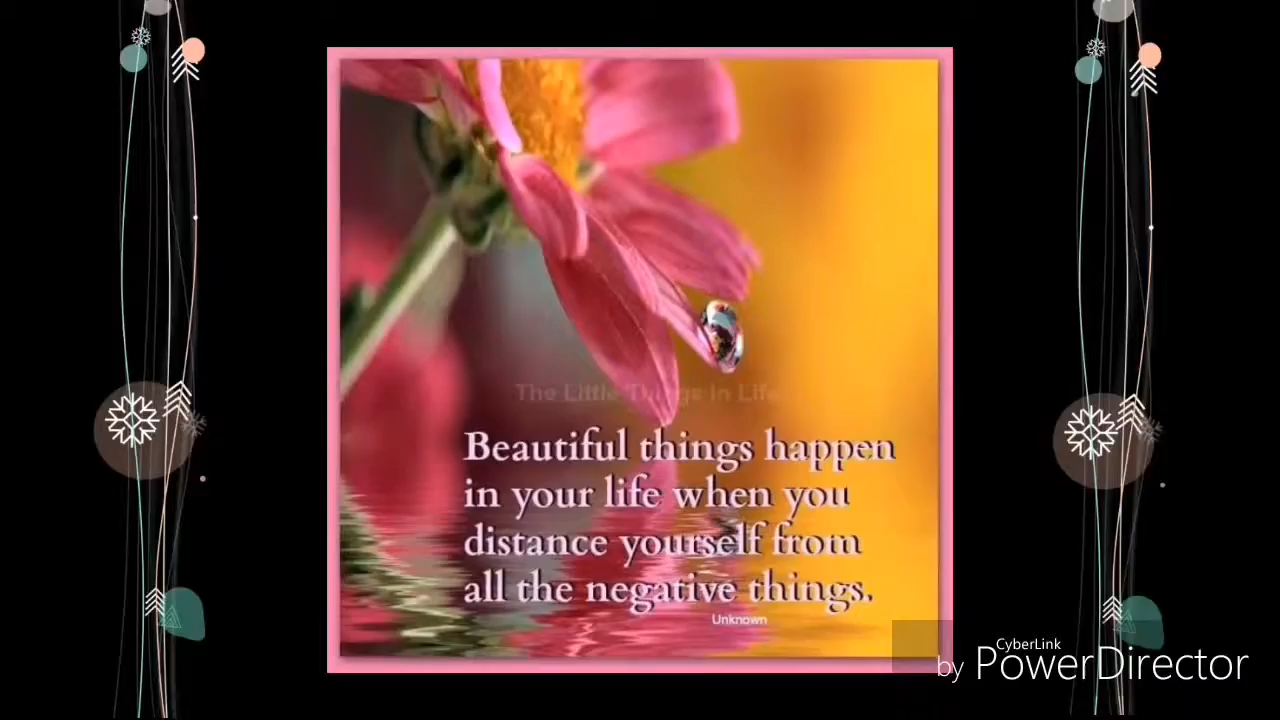 The Little Things In Life
Beautiful things happen
in your life when you
distance yourself from
all the negative things.
Unknown
CyberLink
by PowerDirector